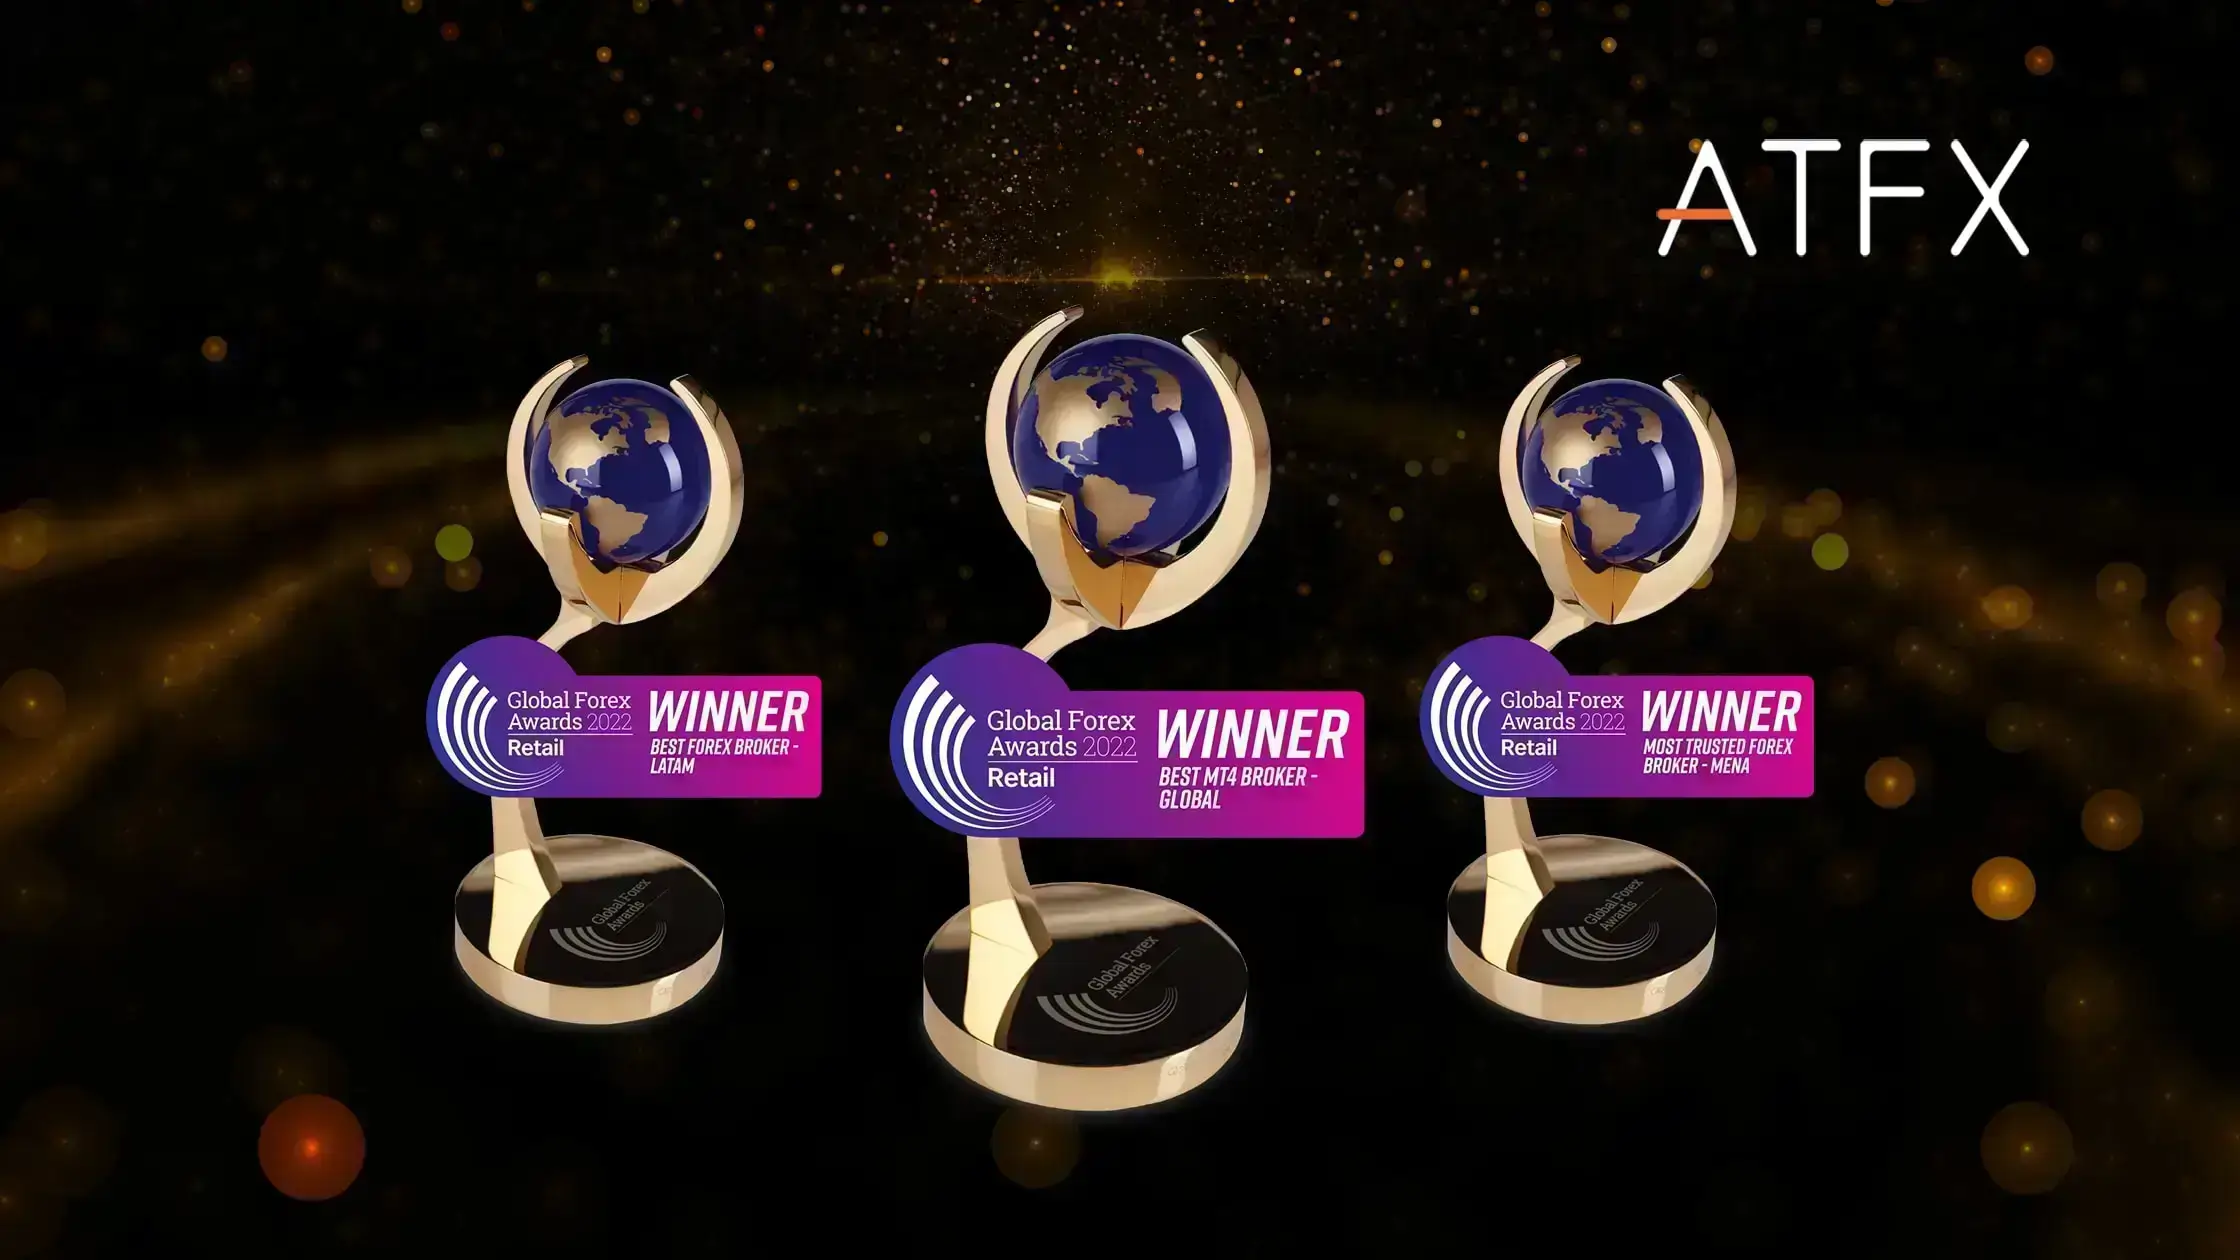 ATFX
Global Forex
Awards 2022
Retail
WINNER
BEST FOREX BROKER -
LATAM
Global Forex
Awards 2022
Retail
WINNER
BEST MT4 BROKER -
GLOBAL
Global Forex
Awards 2022
Retail
WINNER
MOST TRUSTED FOREX
BROKER - MENA
Global Forex
Awards
Global Forex
Awards
Global Forex
Awards